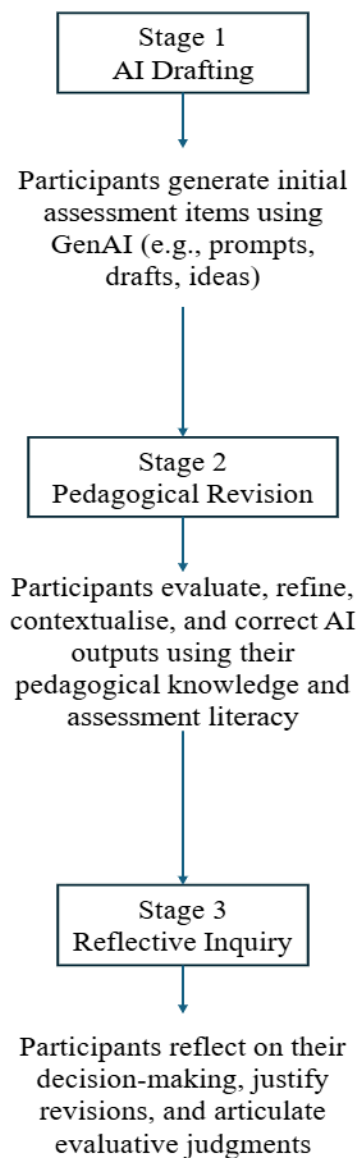 Stage 1
AI Drafting
Participants generate initial
assessment items using
GenAI (e.g., prompts,
drafts, ideas)
Stage 2
Pedagogical Revision
Participants evaluate, refine,
contextualise, and correct AI
outputs using their
pedagogical knowledge and
assessment literacy
Stage 3
Reflective Inquiry
Participants reflect on their
decision-making, justify
revisions, and articulate
evaluative judgments